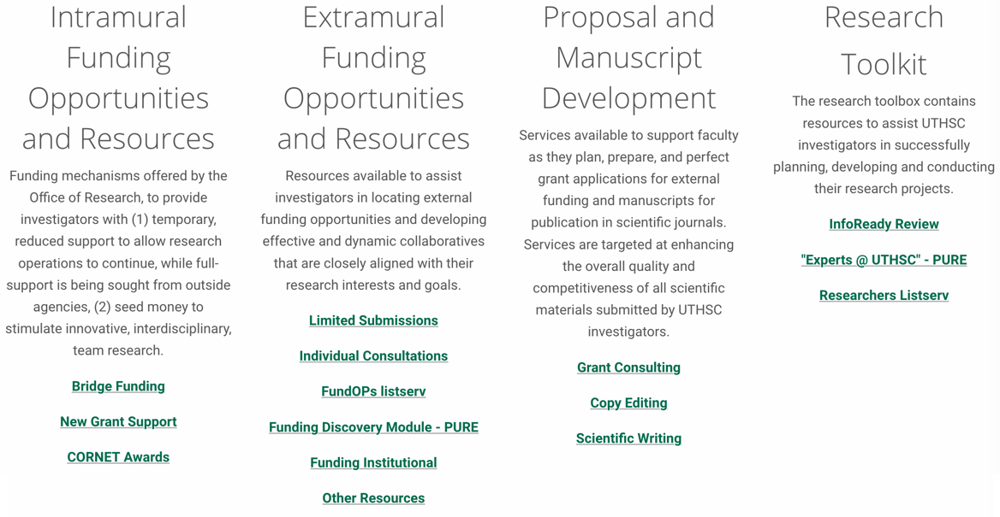 Intramural
Funding
Opportunities
and Resources
Funding mechanisms offered by the
Office of Research, to provide
investigators with (1) temporary,
reduced support to allow research
operations to continue, while full-
support is being sought from outside
agencies, (2) seed money to
stimulate innovative, interdisciplinary,
team research.
Bridge Funding
New Grant Support
CORNET Awards
Extramural
Funding
Opportunities
and Resources
Resources available to assist
investigators in locating external
funding opportunities and developing
effective and dynamic collaboratives
that are closely aligned with their
research interests and goals.
Limited Submissions
Individual Consultations
FundOPs listserv
Funding Discovery Module - PURE
Funding Institutional
Other Resources
Proposal and
Manuscript
Development
Services available to support faculty
as they plan, prepare, and perfect
grant applications for external
funding and manuscripts for
publication in scientific journals.
Services are targeted at enhancing
the overall quality and
competitiveness of all scientific
materials submitted by UTHSC
investigators.
Grant Consulting
Copy Editing
Scientific Writing
Research
Toolkit
The research toolbox contains
resources to assist UTHSC
investigators in successfully
planning, developing and conducting
their research projects.
InfoReady Review
"Experts @ UTHSC" - PURE
Researchers Listserv